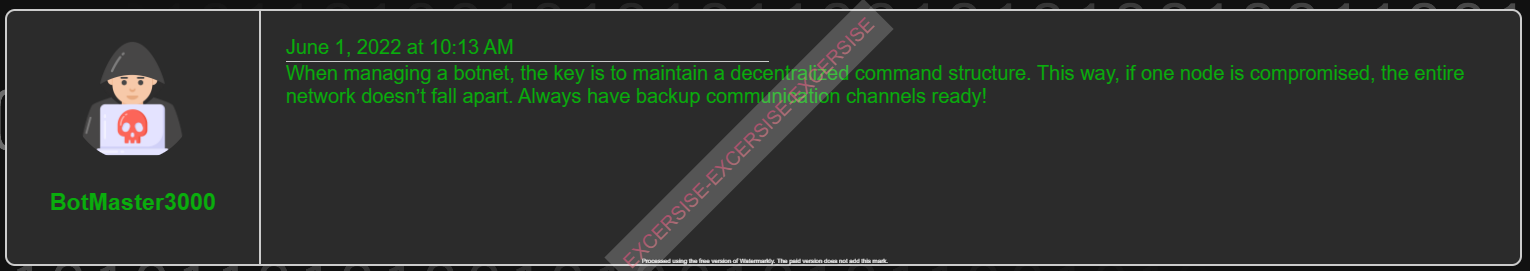 June 1, 2022 at 10:13 AM
When managing a botnet, the key is to maintain a decentralized command structure. This way, if one node is compromised, the entire
network doesn’t fall apart. Always have backup communication channels ready!
BotMaster3000
EXCERSISE-EXCERSISE-EXCERSISE
Processed using the free version of Watermarkly. The paid version does not add this mark.